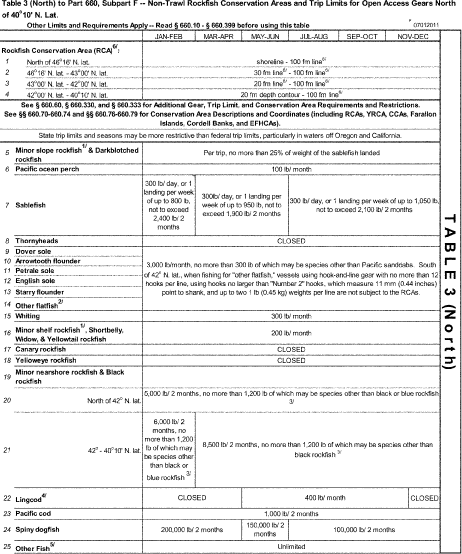 Table 3 (North) to Part 660, Subpart F -- Non-Trawl Rockfish Conservation Areas and Trip Limits for Open Access Gears North
of 40°10' N. Lat.
Other Limits and Requirements Apply -- Read § 660.10 - § 660.399 before using this table
07012011
JAN-FEB MAR-APR MAY-JUN JUL-AUG SEP-OCT NOV-DEC
Rockfish Conservation Area (RCA)6/:
1 North of 46°16' N. lat. shoreline - 100 fm line6/
2 46°16' N. lat. - 43°00' N. lat. 30 fm line6/ - 100 fm line6/
3 43°00' N. lat. - 42°00' N. lat. 20 fm line6/ - 100 fm line6/
4 42°00' N. lat. - 40°10' N. lat. 20 fm depth contour - 100 fm line6/
See § 660.60, § 660.330, and § 660.333 for Additional Gear, Trip Limit, and Conservation Area Requirements and Restrictions.
See §§ 660.70-660.74 and §§ 660.76-660.79 for Conservation Area Descriptions and Coordinates (including RCAs, YRCA, CCAs, Farallon
Islands, Cordell Banks, and EFHCAs).
State trip limits and seasons may be more restrictive than federal trip limits, particularly in waters off Oregon and California.
5 Minor slope rockfish1/ & Darkblotched
rockfish
Per trip, no more than 25% of weight of the sablefish landed
6 Pacific ocean perch 100 lb/ month
7 Sablefish
300 lb/ day, or 1
landing per week
of up to 800 lb,
not to exceed
2,400 lb/ 2
months
300lb/ day, or 1 landing per
week of up to 950 lb, not to
exceed 1,900 lb/ 2 months
300 lb/ day, or 1 landing per week of up to 1,050 lb,
not to exceed 2,100 lb/ 2 months
8 Thornyheads CLOSED
9 Dover sole
10 Arrowtooth flounder
11 Petrale sole
12 English sole
13 Starry flounder
14 Other flatfish2/
3,000 lb/month, no more than 300 lb of which may be species other than Pacific sanddabs. South
of 42° N. lat., when fishing for "other flatfish," vessels using hook-and-line gear with no more than 12
hooks per line, using hooks no larger than "Number 2" hooks, which measure 11 mm (0.44 inches)
point to shank, and up to two 1 lb (0.45 kg) weights per line are not subject to the RCAs.
15 Whiting 300 lb/ month
16 Minor shelf rockfish1/, Shortbelly,
Widow, & Yellowtail rockfish
200 lb/ month
17 Canary rockfish CLOSED
18 Yelloweye rockfish CLOSED
19 Minor nearshore rockfish & Black
rockfish
20 North of 42° N. lat.
5,000 lb/ 2 months, no more than 1,200 lb of which may be species other than black or blue rockfish
3/
21 42° - 40°10' N. lat.
6,000 lb/ 2
months, no
more than 1,200
lb of which may
be species other
than black or
blue rockfish 3/
8,500 lb/ 2 months, no more than 1,200 lb of which may be species other than
black rockfish 3/
22 Lingcod4/ CLOSED 400 lb/ month CLOSED
23 Pacific cod 1,000 lb/ 2 months
24 Spiny dogfish 200,000 lb/ 2 months
150,000 lb/ 2
months
100,000 lb/ 2 months
25 Other Fish5/ Unlimited
TABLE 3 (North)